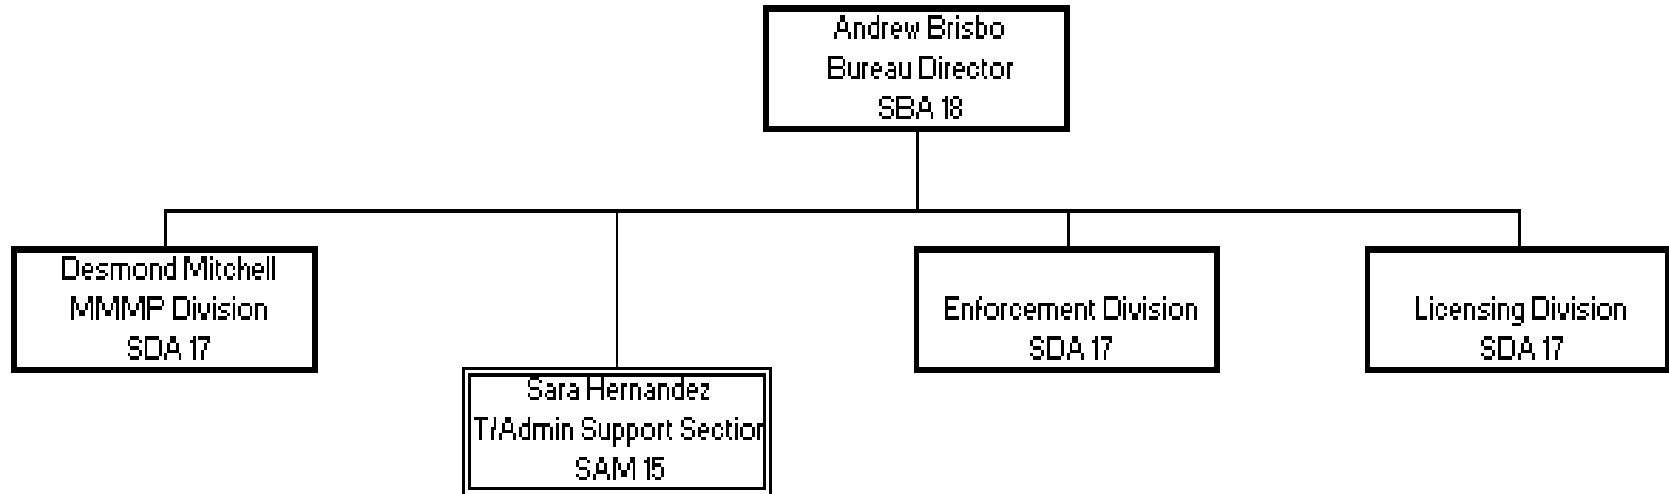 Andrew Brisbo
Bureau Director
SBA 18
Desmond Mitchell
MMMP Division
SDA 17
Enforcement Division
SDA 17
Licensing Division
SDA 17
Sara Hernandez
T/Admin Support Section
SAM 15